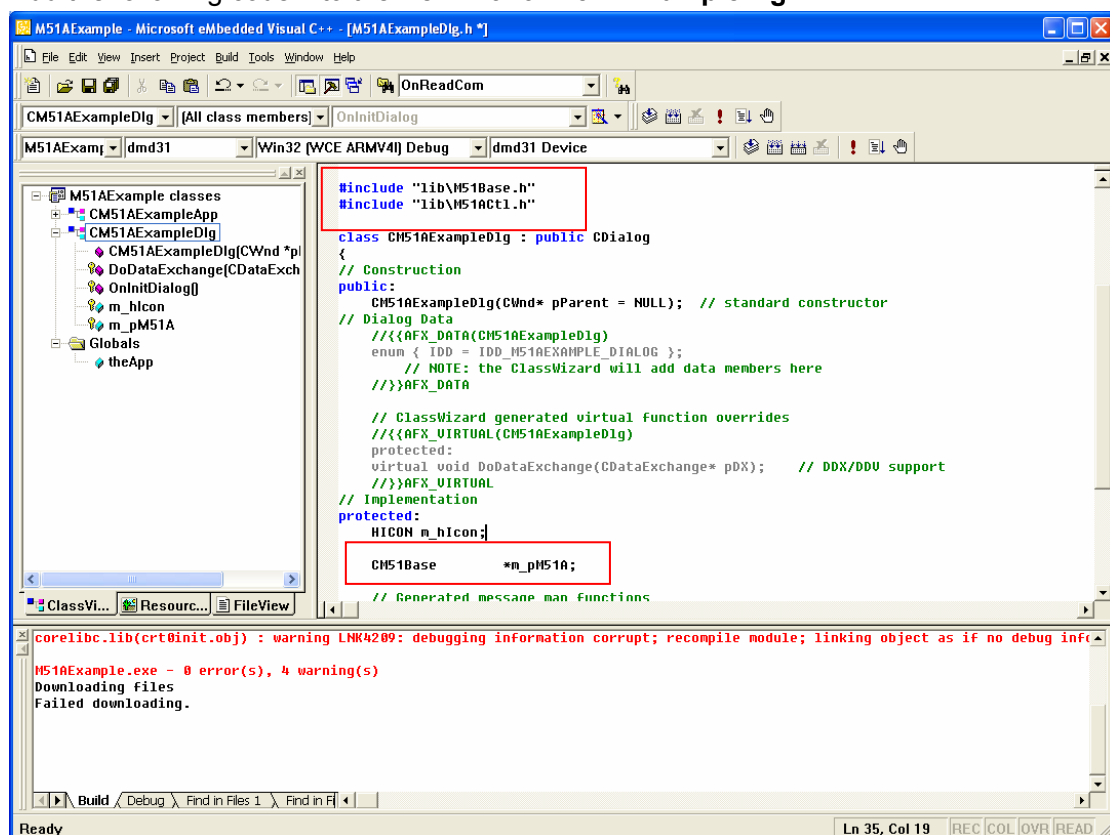 M51AExample - Microsoft eMbedded Visual C++ - [M51AExampleDlg.h *]
File Edit View Insert Project Build Tools Window Help
OnReadCom
CM51AExampleDlg [All class members] OnInitDialog
M51AExamp dmd31 Win32 (WCE ARMV4I) Debug dmd31 Device
M51AExample classes
CM51AExampleApp
CM51AExampleDlg
CM51AExampleDlg(CWnd *pl
DoDataExchange(CDataExch
OnInitDialog()
m_hIcon
m_pM51A
Globals
theApp
ClassVi... Resourc... FileView
#include "lib\M51Base.h"
#include "lib\M51ACtl.h"
class CM51AExampleDlg : public CDialog
{
// Construction
public:
CM51AExampleDlg(CWnd* pParent = NULL); // standard constructor
// Dialog Data
//{{AFX_DATA(CM51AExampleDlg)
enum { IDD = IDD_M51AEXAMPLE_DIALOG };
// NOTE: the ClassWizard will add data members here
//}}AFX_DATA
// ClassWizard generated virtual function overrides
//{{AFX_VIRTUAL(CM51AExampleDlg)
protected:
virtual void DoDataExchange(CDataExchange* pDX); // DDX/DDV support
//}}AFX_VIRTUAL
// Implementation
protected:
HICON m_hIcon;
CM51Base *m_pM51A;
// Generated message map functions
corelibc.lib(crt0init.obj) : warning LNK4209: debugging information corrupt; recompile module; linking object as if no debug info
M51AExample.exe - 0 error(s), 4 warning(s)
Downloading files
Failed downloading.
Build Debug Find in Files 1 Find in Fi
Ready Ln 35, Col 19 REC COL OVR READ